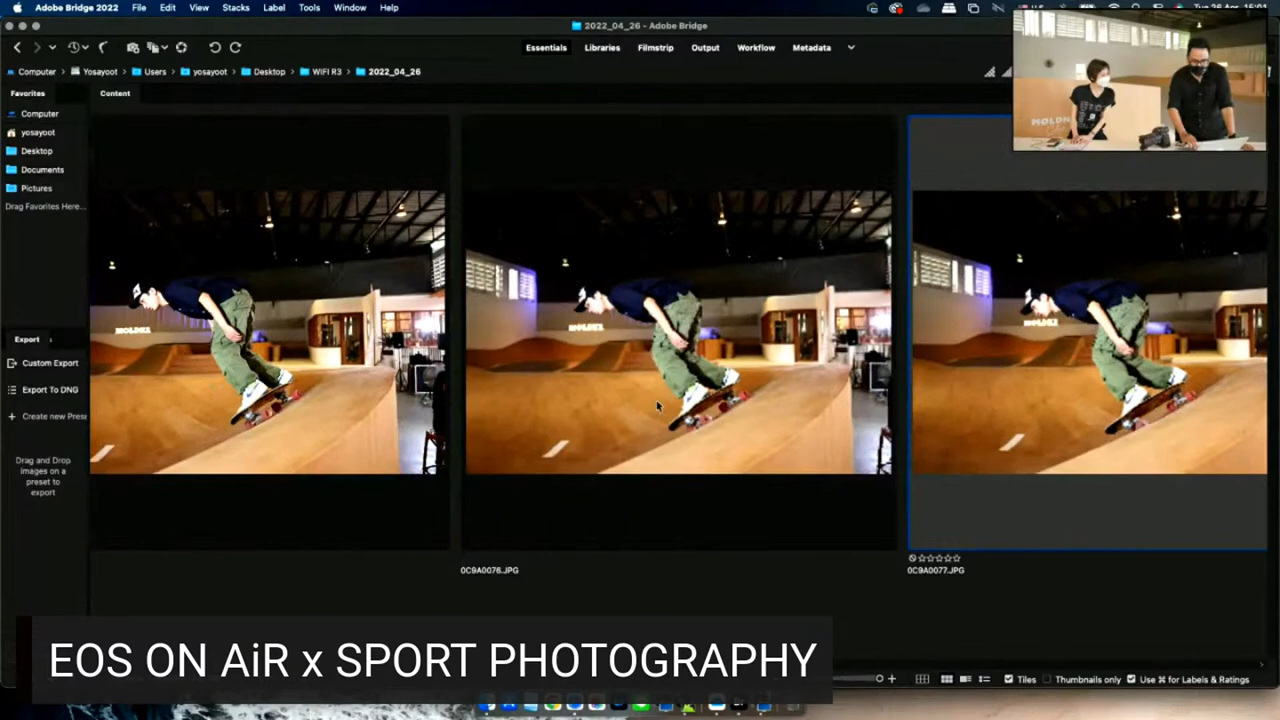 Adobe Bridge 2022 File Edit View Stacks Label Tools Window Help
2022_04_26 - Adobe Bridge
Essentials Libraries Filmstrip Output Workflow Metadata
Computer Yosayoot Users yosayoot Desktop WIFI R3 2022_04_26
Favorites Content
Computer
yosayoot
Desktop
Documents
Pictures
Drag Favorites Here...
Export
Custom Export
Export To DNG
Create new Pres
Drag and Drop
Images on a
preset to
export
0C9A0076.JPG
0C9A0077.JPG
EOS ON AiR x SPORT PHOTOGRAPHY
Tiles Thumbnails only Use ⌘ for Labels & Ratings